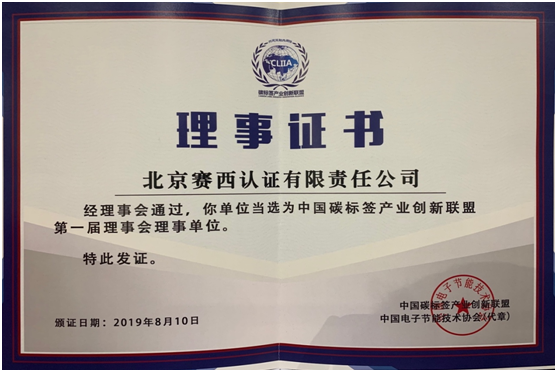 CLIIA
碳标签产业创新联盟
理事证书
北京赛西认证有限责任公司
经理事会通过，你单位当选为中国碳标签产业创新联盟
第一届理事会理事单位。
特此发证。
中国碳标签产业创新联盟
颁证日期：2019年8月10日
中国电子节能技术协会(代章)